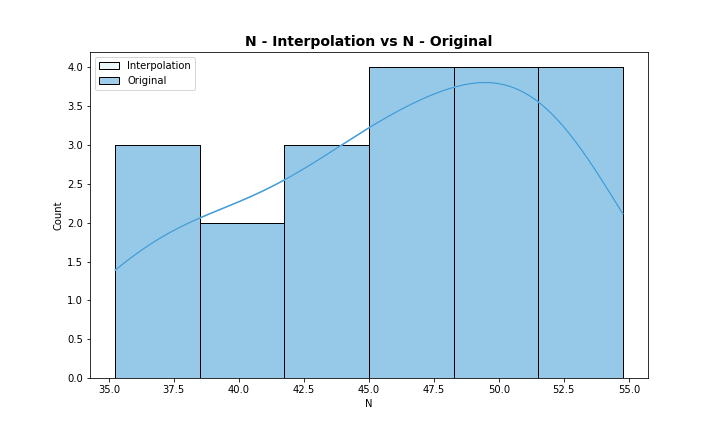 N - Interpolation vs N - Original
Interpolation
Original
4.0
3.5
3.0
2.5
2.0
1.5
1.0
0.5
0.0
Count
35.0 37.5 40.0 42.5 45.0 47.5 50.0 52.5 55.0
N